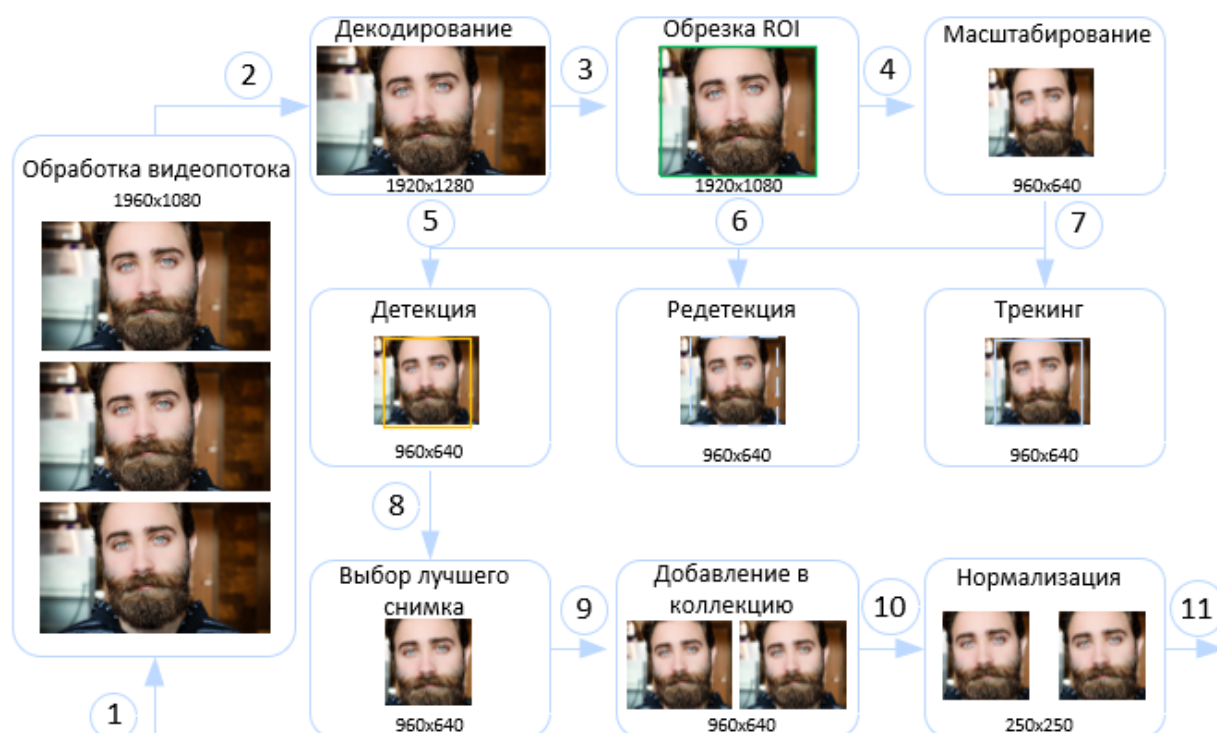 Декодирование
Обрезка ROI
Масштабирование
2
3
4
1920x1280
1920x1080
960x640
Обработка видеопотока
1960x1080
5
6
7
Детекция
Редетекция
Трекинг
960x640
960x640
960x640
8
Выбор лучшего
снимка
9
Добавление в
коллекцию
10
Нормализация
11
960x640
960x640
250x250
1